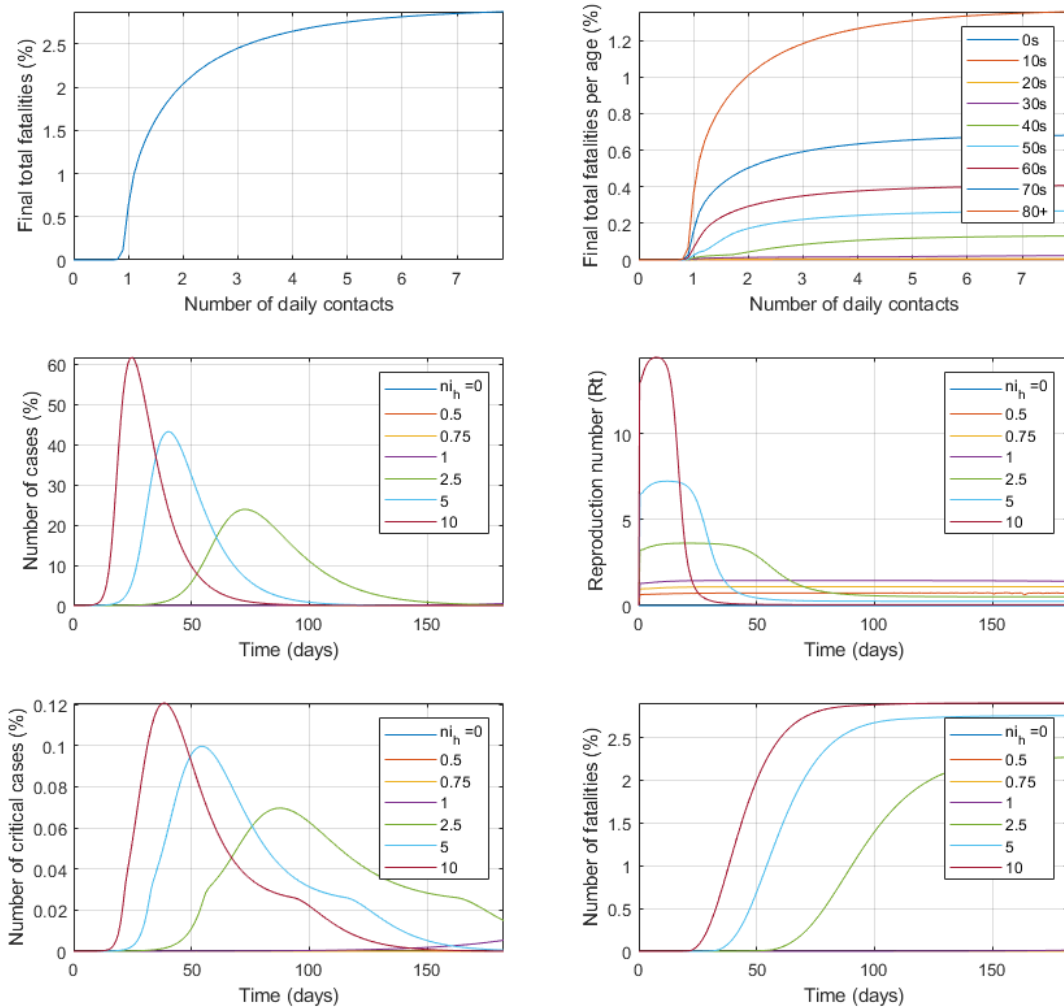 Final total fatalities (%)
2.5
2
1.5
1
0.5
0
0 1 2 3 4 5 6 7
Number of daily contacts
Final total fatalities per age (%)
1.2
1
0.8
0.6
0.4
0.2
0
0 1 2 3 4 5 6 7
Number of daily contacts
0s
10s
20s
30s
40s
50s
60s
70s
80+
Number of cases (%)
60
50
40
30
20
10
0
0 50 100 150
Time (days)
ni_h =0
0.5
0.75
1
2.5
5
10
Reproduction number (Rt)
10
5
0
0 50 100 150
Time (days)
ni_h =0
0.5
0.75
1
2.5
5
10
Number of critical cases (%)
0.12
0.1
0.08
0.06
0.04
0.02
0
0 50 100 150
Time (days)
ni_h =0
0.5
0.75
1
2.5
5
10
Number of fatalities (%)
2.5
2
1.5
1
0.5
0
0 50 100 150
Time (days)
ni_h =0
0.5
0.75
1
2.5
5
10